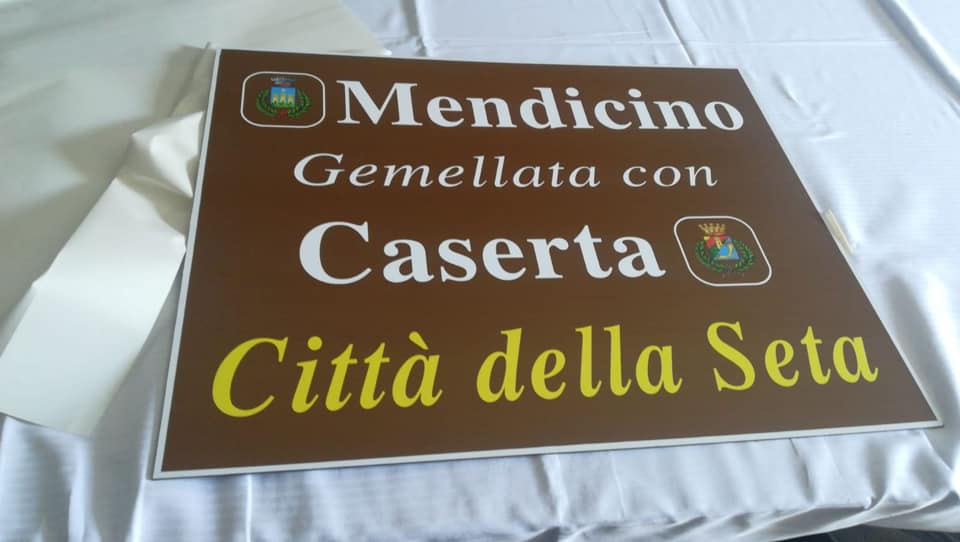 Mendicino
Gemellata con
Caserta
Città della Seta